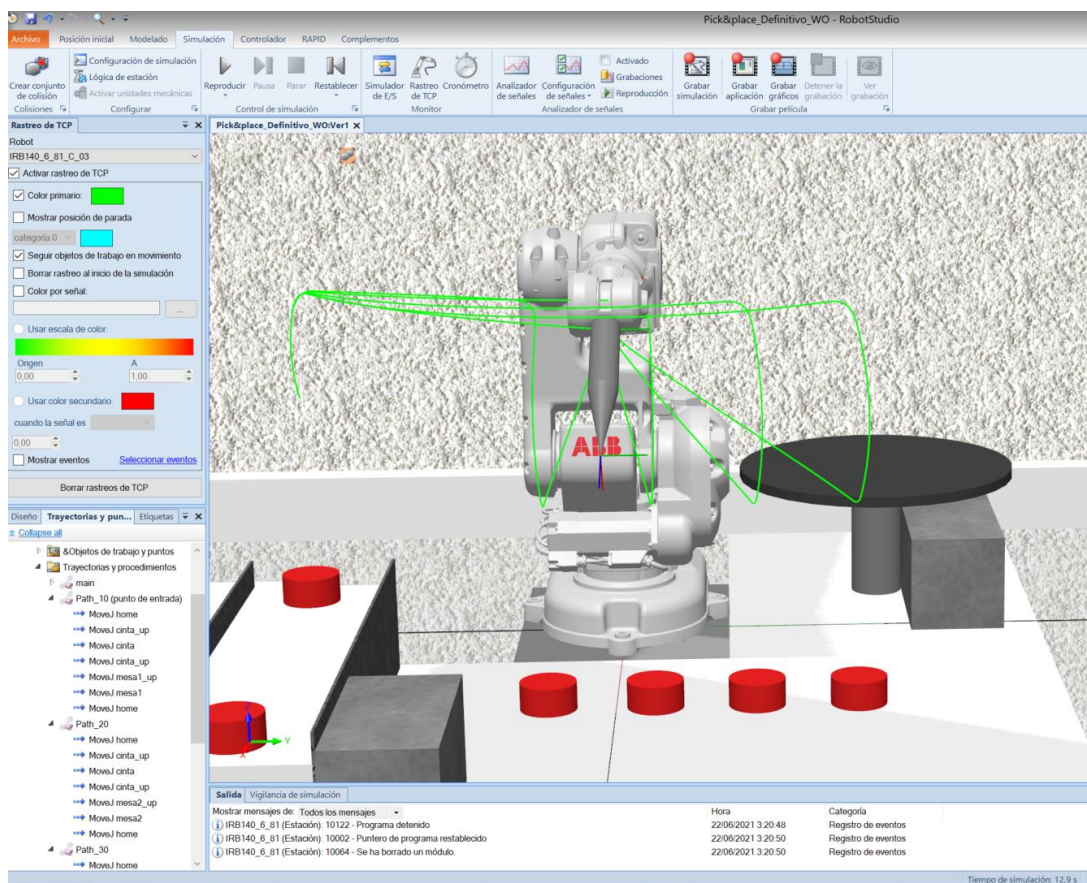 Pick&place_Definitivo_WO - RobotStudio
Archivo Posición inicial Modelado Simulación Controlador RAPID Complementos
Crear conjunto de colisión
Configuración de simulación
Lógica de estación
Activar unidades mecánicas
Reproducir Pausa Parar Restablecer
Simulador de E/S
Rastreo de TCP
Cronómetro
Analizador de señales
Configuración de señales
Activado
Grabaciones
Reproducción
Grabar simulación
Grabar aplicación
Grabar gráficos
Detener la grabación
Ver grabación
Colisiones Configurar Control de simulación Monitor Analizador de señales Grabar película
Rastreo de TCP
Pick&place_Definitivo_WO:Ver1
Robot
IRB140_6_81_C_03
Activar rastreo de TCP
Color primario:
Mostrar posición de parada
categoría 0
Seguir objetos de trabajo en movimiento
Borrar rastreo al inicio de la simulación
Color por señal:
...
Usar escala de color:
Origen A
0,00 1,00
Usar color secundario:
cuando la señal es
0,00
Mostrar eventos Seleccionar eventos
Borrar rastreos de TCP
Diseño Trayectorias y pun... Etiquetas
Collapse all
&Objetos de trabajo y puntos
Trayectorias y procedimientos
main
Path_10 (punto de entrada)
MoveJ home
MoveJ cinta_up
MoveJ cinta
MoveJ cinta_up
MoveJ mesa1_up
MoveJ mesa1
MoveJ home
Path_20
MoveJ home
MoveJ cinta_up
MoveJ cinta
MoveJ cinta_up
MoveJ mesa2_up
MoveJ mesa2
MoveJ home
Path_30
MoveJ home
ABB
Z
Y
X
Salida Vigilancia de simulación
Mostrar mensajes de: Todos los mensajes Hora Categoría
IRB140_6_81 (Estación): 10122 - Programa detenido 22/06/2021 3:20:48 Registro de eventos
IRB140_6_81 (Estación): 10002 - Puntero de programa restablecido 22/06/2021 3:20:50 Registro de eventos
IRB140_6_81 (Estación): 10064 - Se ha borrado un módulo. 22/06/2021 3:20:50 Registro de eventos
Tiempo de simulación: 12,9 s